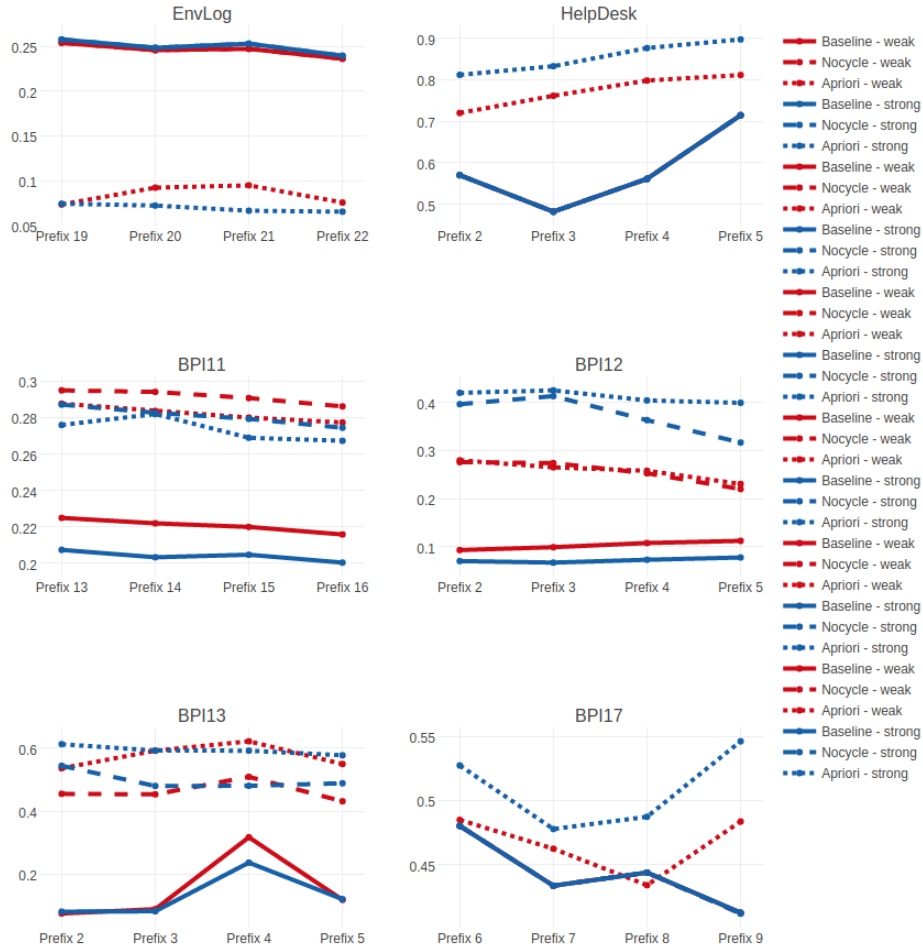 EnvLog
0.25
0.2
0.15
0.1
0.05
Prefix 19 Prefix 20 Prefix 21 Prefix 22
HelpDesk
0.9
0.8
0.7
0.6
0.5
Prefix 2 Prefix 3 Prefix 4 Prefix 5
BPI11
0.3
0.28
0.26
0.24
0.22
0.2
Prefix 13 Prefix 14 Prefix 15 Prefix 16
BPI12
0.4
0.3
0.2
0.1
Prefix 2 Prefix 3 Prefix 4 Prefix 5
BPI13
0.6
0.4
0.2
Prefix 2 Prefix 3 Prefix 4 Prefix 5
BPI17
0.55
0.5
0.45
Prefix 6 Prefix 7 Prefix 8 Prefix 9
Baseline - weak
Nocycle - weak
Apriori - weak
Baseline - strong
Nocycle - strong
Apriori - strong
Baseline - weak
Nocycle - weak
Apriori - weak
Baseline - strong
Nocycle - strong
Apriori - strong
Baseline - weak
Nocycle - weak
Apriori - weak
Baseline - strong
Nocycle - strong
Apriori - strong
Baseline - weak
Nocycle - weak
Apriori - weak
Baseline - strong
Nocycle - strong
Apriori - strong
Baseline - weak
Nocycle - weak
Apriori - weak
Baseline - strong
Nocycle - strong
Apriori - strong
Baseline - weak
Nocycle - weak
Apriori - weak
Baseline - strong
Nocycle - strong
Apriori - strong